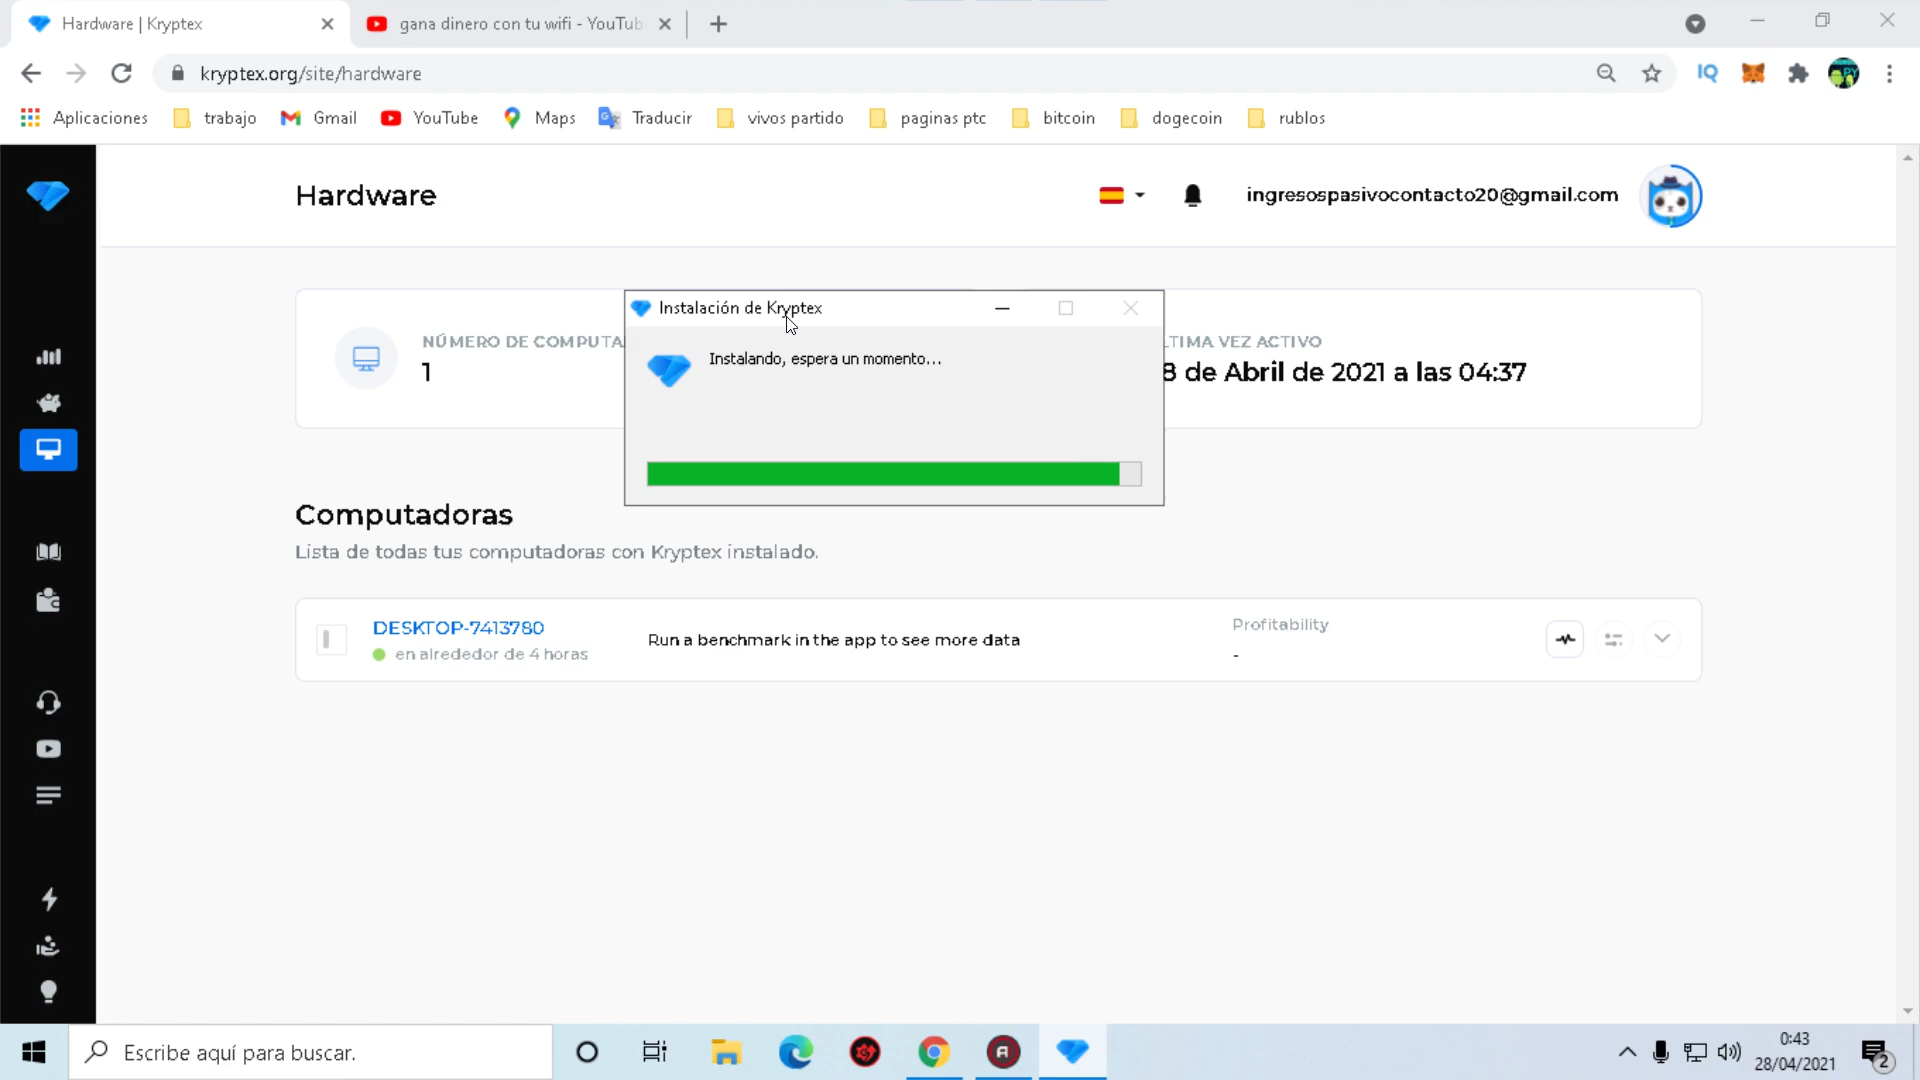 Hardware | Kryptex
gana dinero con tu wifi - YouTub
kryptex.org/site/hardware
IQ
Aplicaciones
trabajo
Gmail
YouTube
Maps
Traducir
vivos partido
paginas ptc
bitcoin
dogecoin
rublos
Hardware
ingresospasivocontacto20@gmail.com
Instalación de Kryptex
Instalando, espera un momento...
NÚMERO DE COMPUTA
1
TIMA VEZ ACTIVO
8 de Abril de 2021 a las 04:37
Computadoras
Lista de todas tus computadoras con Kryptex instalado.
DESKTOP-7413780
en alrededor de 4 horas
Run a benchmark in the app to see more data
Profitability
-
Escribe aquí para buscar.
0:43
28/04/2021
2